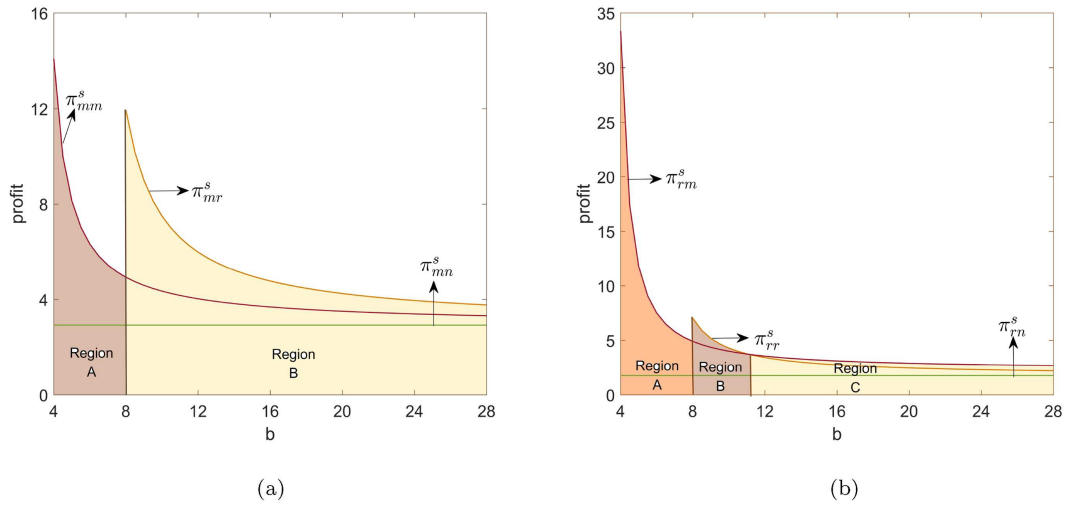 16
12
8
4
0
profit
π^s_mm
π^s_mr
π^s_mn
Region
A
Region
B
4 8 12 16 20 24 28
b
(a)
35
30
25
20
15
10
5
0
profit
π^s_rm
π^s_rr
π^s_rn
Region
A
Region
B
Region
C
4 8 12 16 20 24 28
b
(b)